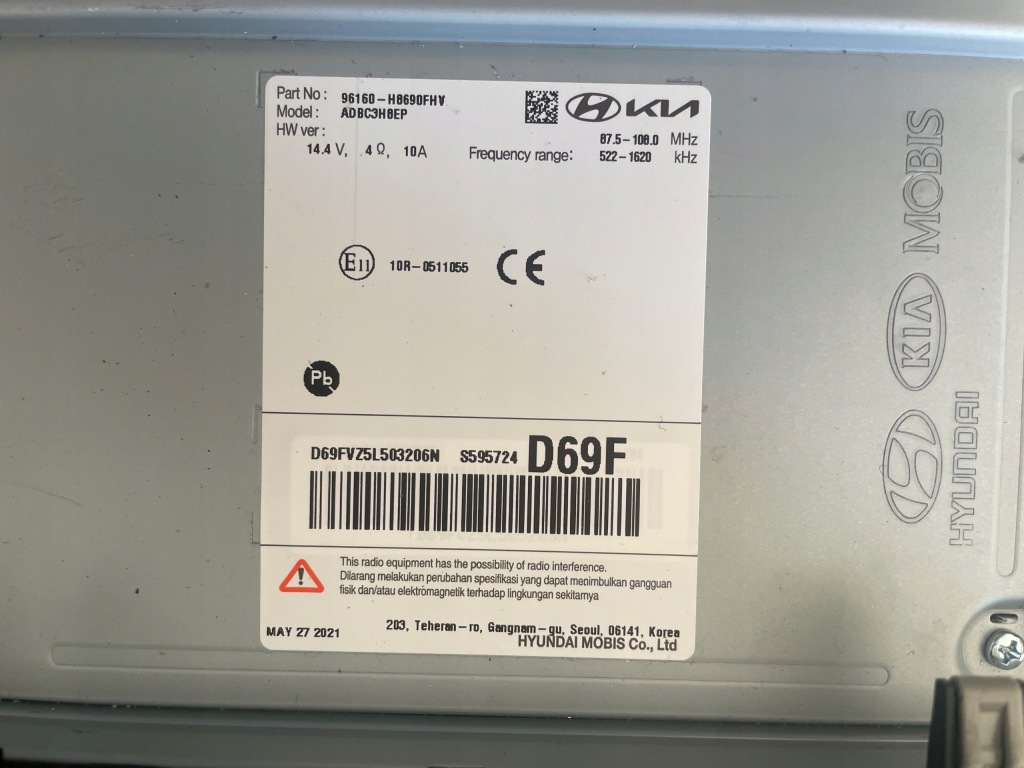 Part No : 96160-H8690FHV
Model : ADBC3H8EP
HW ver :
14.4 V, 4 Ω, 10A
KIA
87.5-108.0 MHz
Frequency range: 522-1620 kHz
E11 10R-0511055 CE
Pb
D69FVZ5L503206N S595724 D69F
This radio equipment has the possibility of radio interference.
Dilarang melakukan perubahan spesifikasi yang dapat menimbulkan gangguan
fisik dan/atau elektromagnetik terhadap lingkungan sekitarnya
MAY 27 2021
203, Teheran-ro, Gangnam-gu, Seoul, 06141, Korea
HYUNDAI MOBIS Co., Ltd
HYUNDAI
KIA
MOBIS